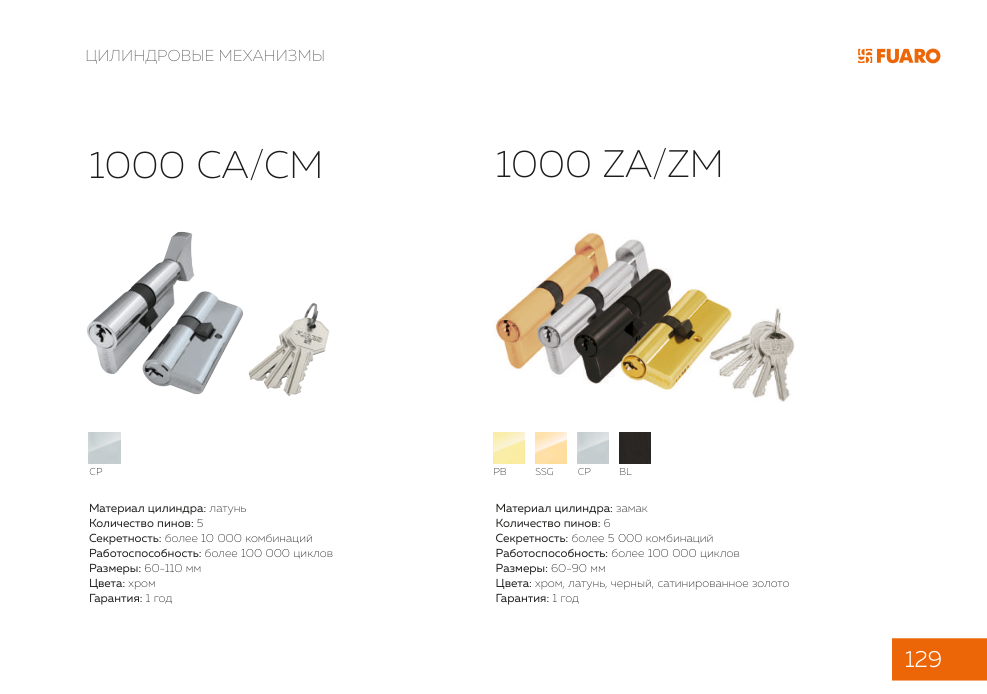 ЦИЛИНДРОВЫЕ МЕХАНИЗМЫ
FUARO
1000 CA/CM
CP
Материал цилиндра: латунь
Количество пинов: 5
Секретность: более 10 000 комбинаций
Работоспособность: более 100 000 циклов
Размеры: 60-110 мм
Цвета: хром
Гарантия: 1 год
1000 ZA/ZM
PB SSG CP BL
Материал цилиндра: замак
Количество пинов: 6
Секретность: более 5 000 комбинаций
Работоспособность: более 100 000 циклов
Размеры: 60-90 мм
Цвета: хром, латунь, черный, сатинированное золото
Гарантия: 1 год
129